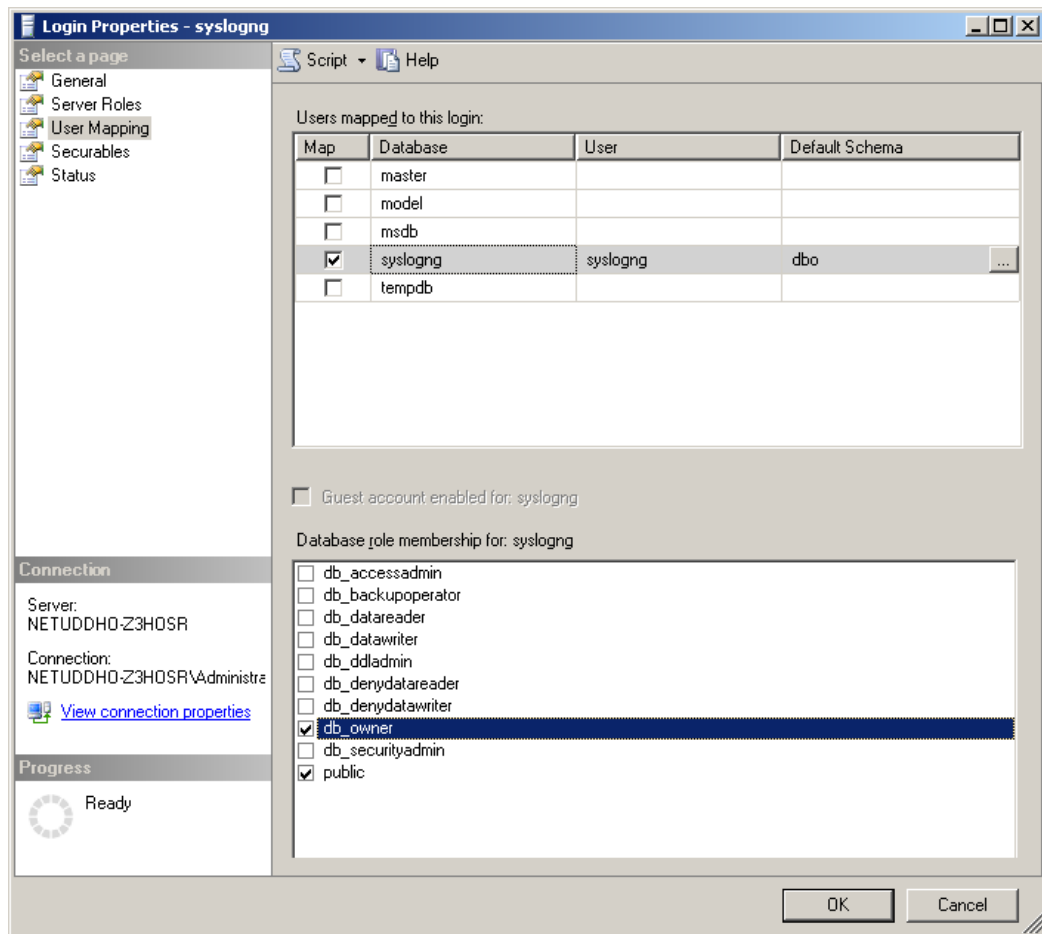 Login Properties - syslogng
Select a page
General
Server Roles
User Mapping
Securables
Status
Script Help
Users mapped to this login:
Map Database User Default Schema
master
model
msdb
syslogng syslogng dbo ...
tempdb
Guest account enabled for: syslogng
Database role membership for: syslogng
db_accessadmin
db_backupoperator
db_datareader
db_datawriter
db_ddladmin
db_denydatareader
db_denydatawriter
db_owner
db_securityadmin
public
Connection
Server:
NETUDDHO-Z3HOSR
Connection:
NETUDDHO-Z3HOSR\Administra
View connection properties
Progress
Ready
OK Cancel